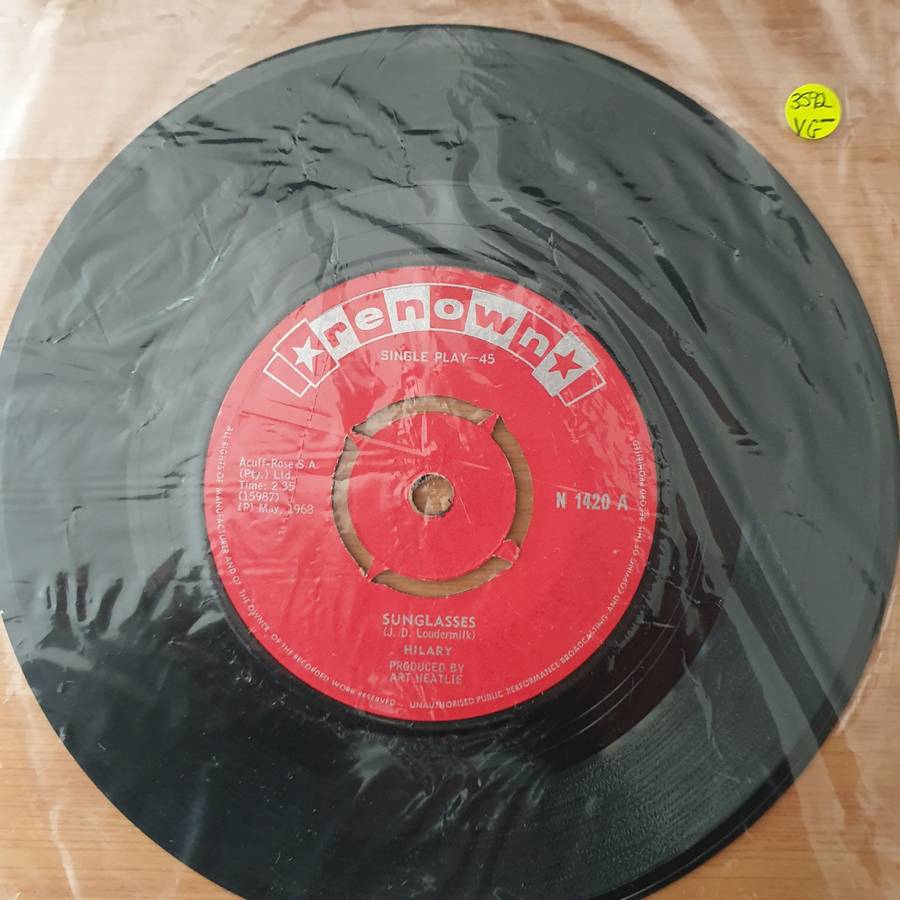 3592
VG-
renown
SINGLE PLAY—45
Acuff-Rose S.A.
(Pty.) Ltd.
Time: 2.35
(15987)
(P) May, 1968
N 1420 A
SUNGLASSES
(J. D. Loudermilk)
HILARY
PRODUCED BY
ART HEATLIE
ALL RIGHTS OF MANUFACTURER AND OF THE OWNER OF THE RECORDED WORK RESERVED — UNAUTHORISED PUBLIC PERFORMANCE BROADCASTING AND COPYING OF THIS RECORD PROHIBITED